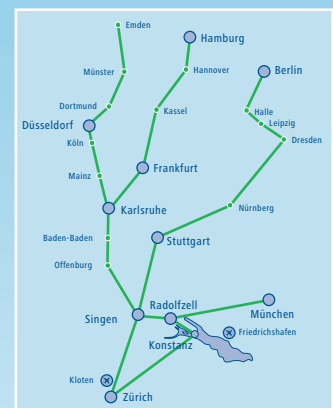 Emden
Hamburg
Hannover
Berlin
Münster
Dortmund
Kassel
Halle
Leipzig
Düsseldorf
Dresden
Köln
Frankfurt
Mainz
Karlsruhe
Nürnberg
Baden-Baden
Stuttgart
Offenburg
München
Radolfzell
Singen
Friedrichshafen
Konstanz
Kloten
Zürich